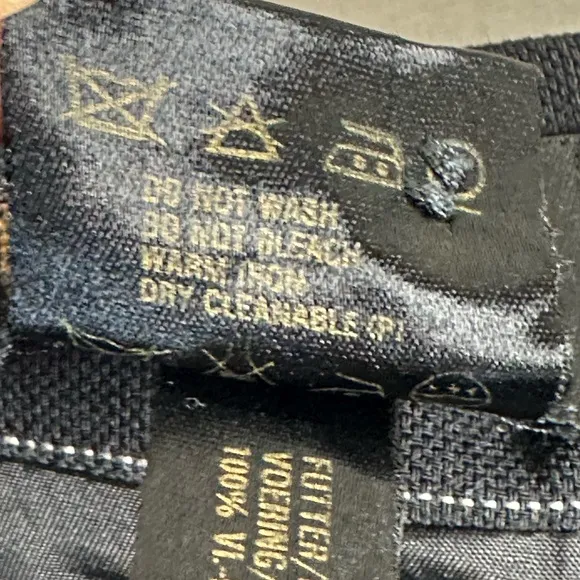 DO NOT WASH
DO NOT BLEACH
WARM IRON
DRY CLEANABLE (P)
FUTTER/
VOERING/
100% VI